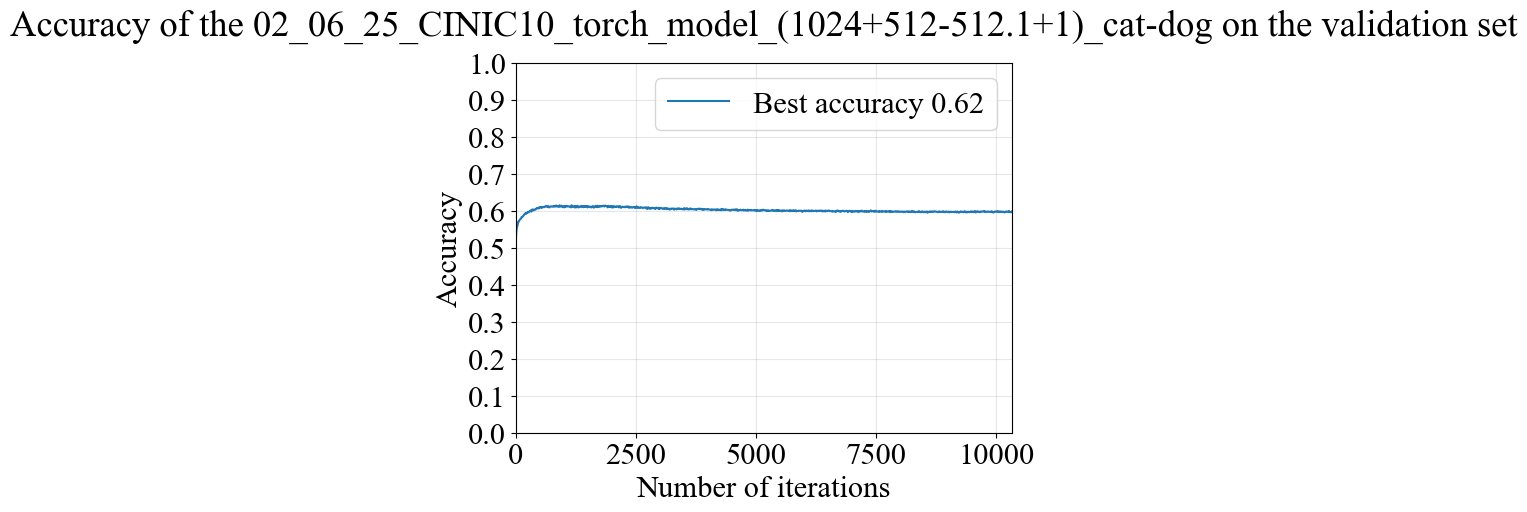 Accuracy of the 02_06_25_CINIC10_torch_model_(1024+512-512.1+1)_cat-dog on the validation set
Best accuracy 0.62
1.0
0.9
0.8
0.7
0.6
0.5
0.4
0.3
0.2
0.1
0.0
Accuracy
0 2500 5000 7500 10000
Number of iterations